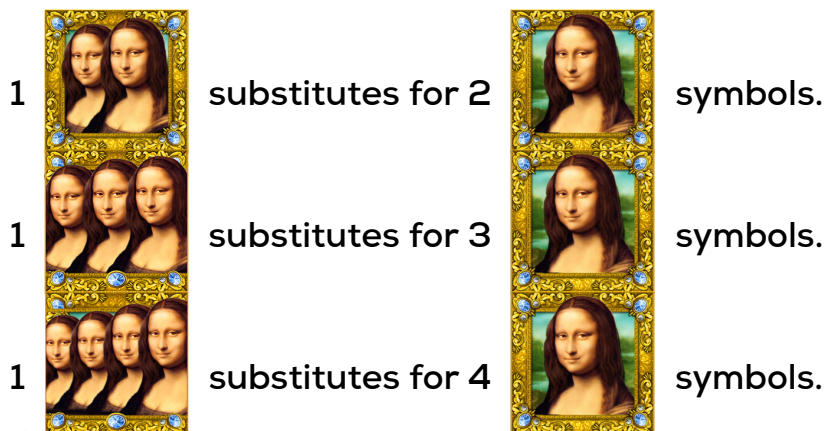 1 substitutes for 2 symbols.
1 substitutes for 3 symbols.
1 substitutes for 4 symbols.